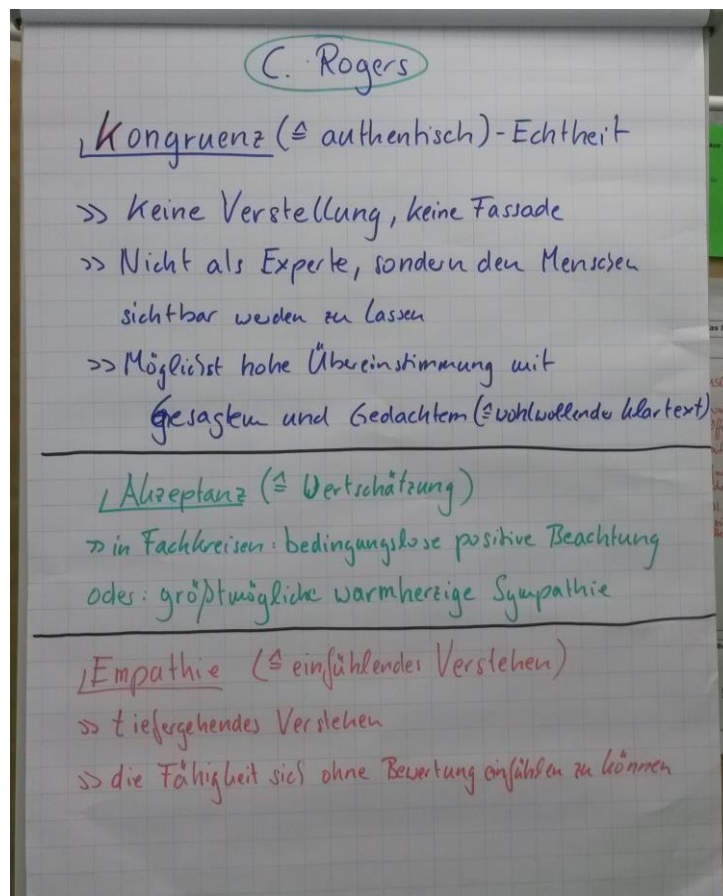 C. Rogers
Kongruenz (≙ authentisch) - Echtheit
>> Keine Verstellung, keine Fassade
>> Nicht als Experte, sondern den Menschen
sichtbar werden zu lassen
>> Möglichst hohe Übereinstimmung mit
Gesagtem und Gedachtem (≙ wohlwollender Klartext)
Akzeptanz (≙ Wertschätzung)
>> in Fachkreisen: bedingungslose positive Beachtung
oder: größtmögliche warmherzige Sympathie
Empathie (≙ einfühlendes Verstehen)
>> tiefergehendes Verstehen
>> die Fähigkeit sich ohne Bewertung einfühlen zu können